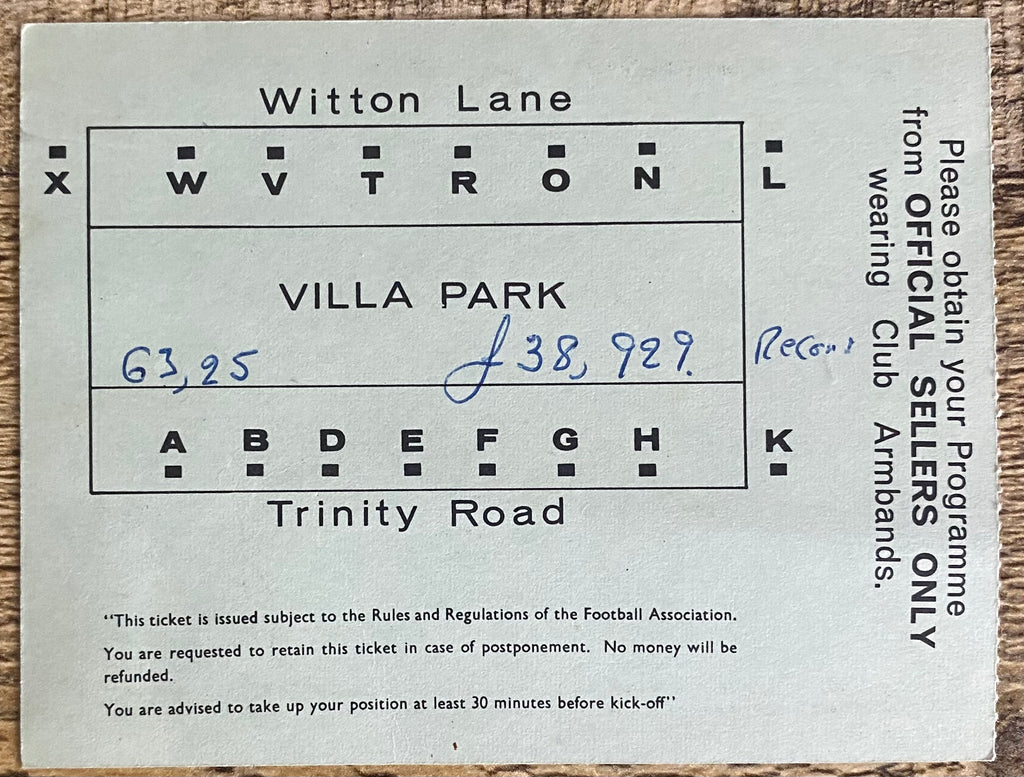 Witton Lane
X W V T R O N L
VILLA PARK
63,25 £38,929. Record
A B D E F G H K
Trinity Road
"This ticket is issued subject to the Rules and Regulations of the Football Association.
You are requested to retain this ticket in case of postponement. No money will be
refunded.
You are advised to take up your position at least 30 minutes before kick-off"
Please obtain your Programme
from OFFICIAL SELLERS ONLY
wearing Club Armbands.